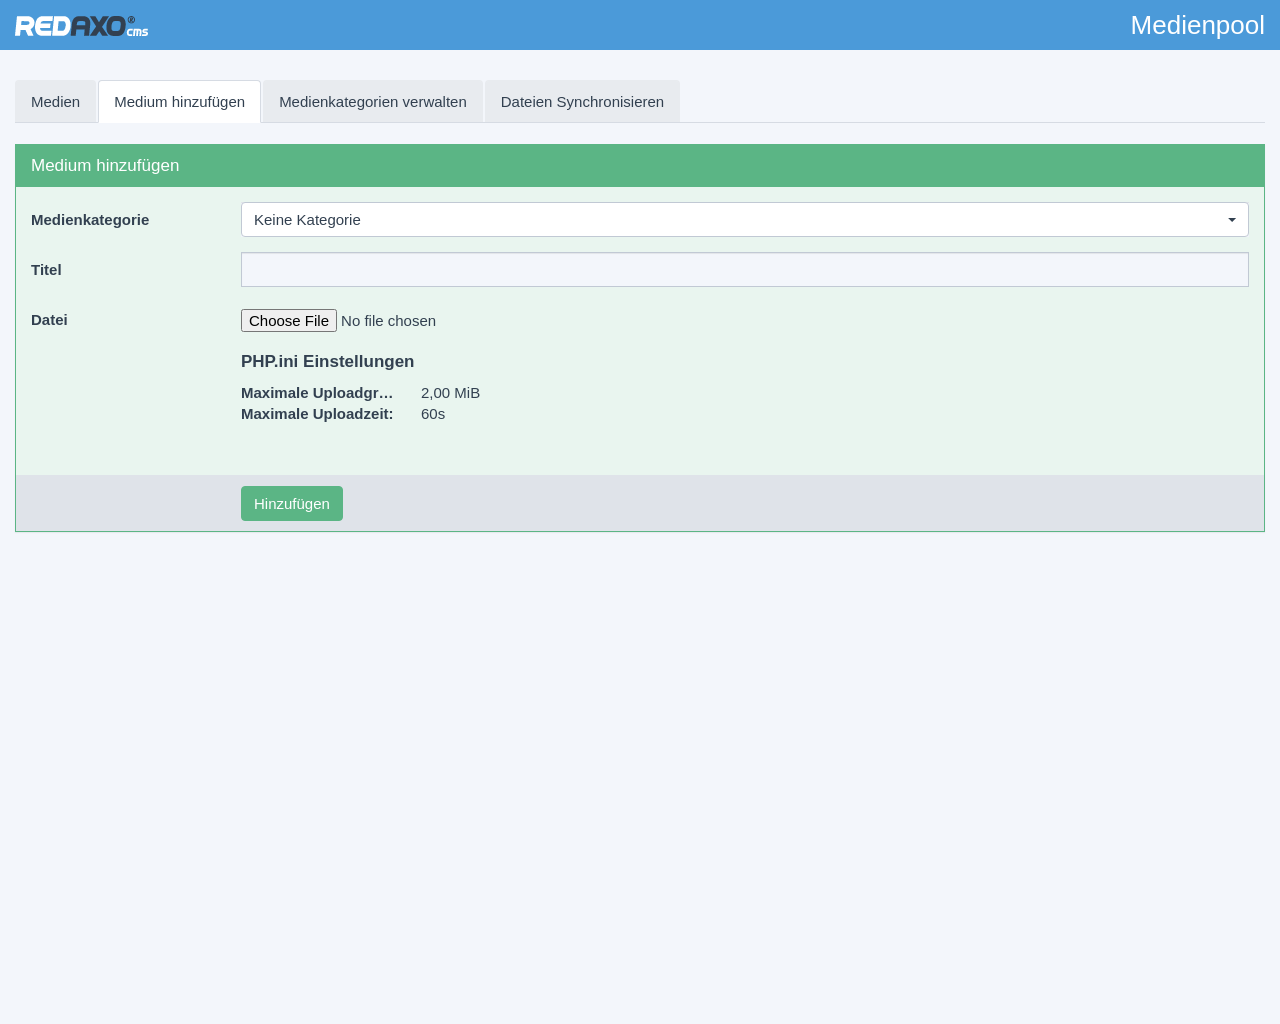 REDAXO® cms
Medienpool
Medien
Medium hinzufügen
Medienkategorien verwalten
Dateien Synchronisieren
Medium hinzufügen
Medienkategorie
Keine Kategorie
Titel
Datei
Choose File No file chosen
PHP.ini Einstellungen
Maximale Uploadgr… 2,00 MiB
Maximale Uploadzeit: 60s
Hinzufügen